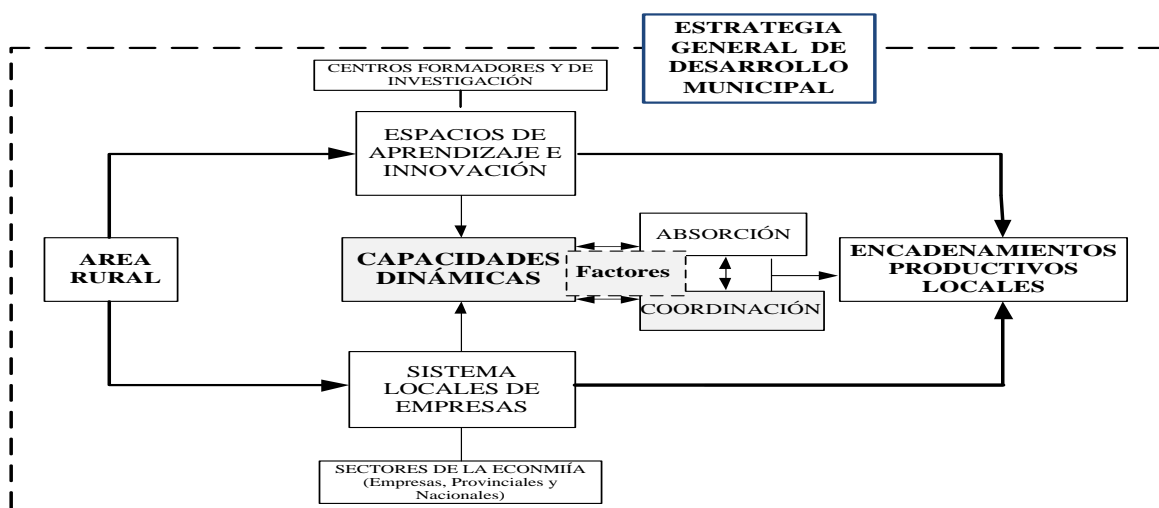 ESTRATEGIA
GENERAL DE
DESARROLLO
MUNICIPAL
CENTROS FORMADORES Y DE
INVESTIGACIÓN
ESPACIOS DE
APRENDIZAJE E
INNOVACIÓN
AREA
RURAL
CAPACIDADES
DINÁMICAS
Factores
ABSORCIÓN
COORDINACIÓN
ENCADENAMIENTOS
PRODUCTIVOS
LOCALES
SISTEMA
LOCALES DE
EMPRESAS
SECTORES DE LA ECONMIÍA
(Empresas, Provinciales y
Nacionales)